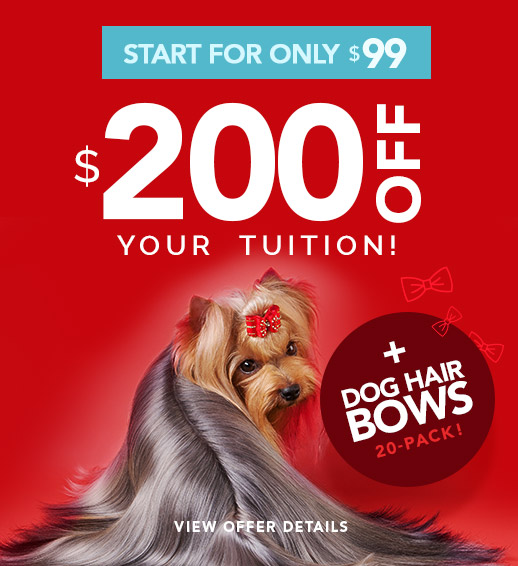 START FOR ONLY $99
$200 OFF
YOUR TUITION!
+
DOG HAIR
BOWS
20-PACK!
VIEW OFFER DETAILS